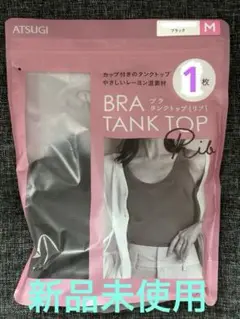 ATSUGI
ブラック
M
カップ付きのタンクトップ
やさしいレーヨン混素材
1枚
BRA
ブラ
タンクトップ(リブ)
TANK TOP
Rib
新品未使用